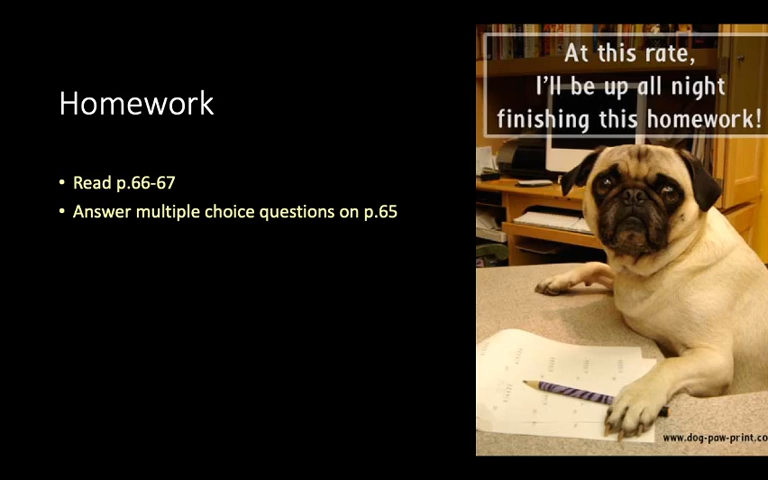 Homework
• Read p.66-67
• Answer multiple choice questions on p.65
At this rate,
I'll be up all night
finishing this homework!
www.dog-paw-print.co